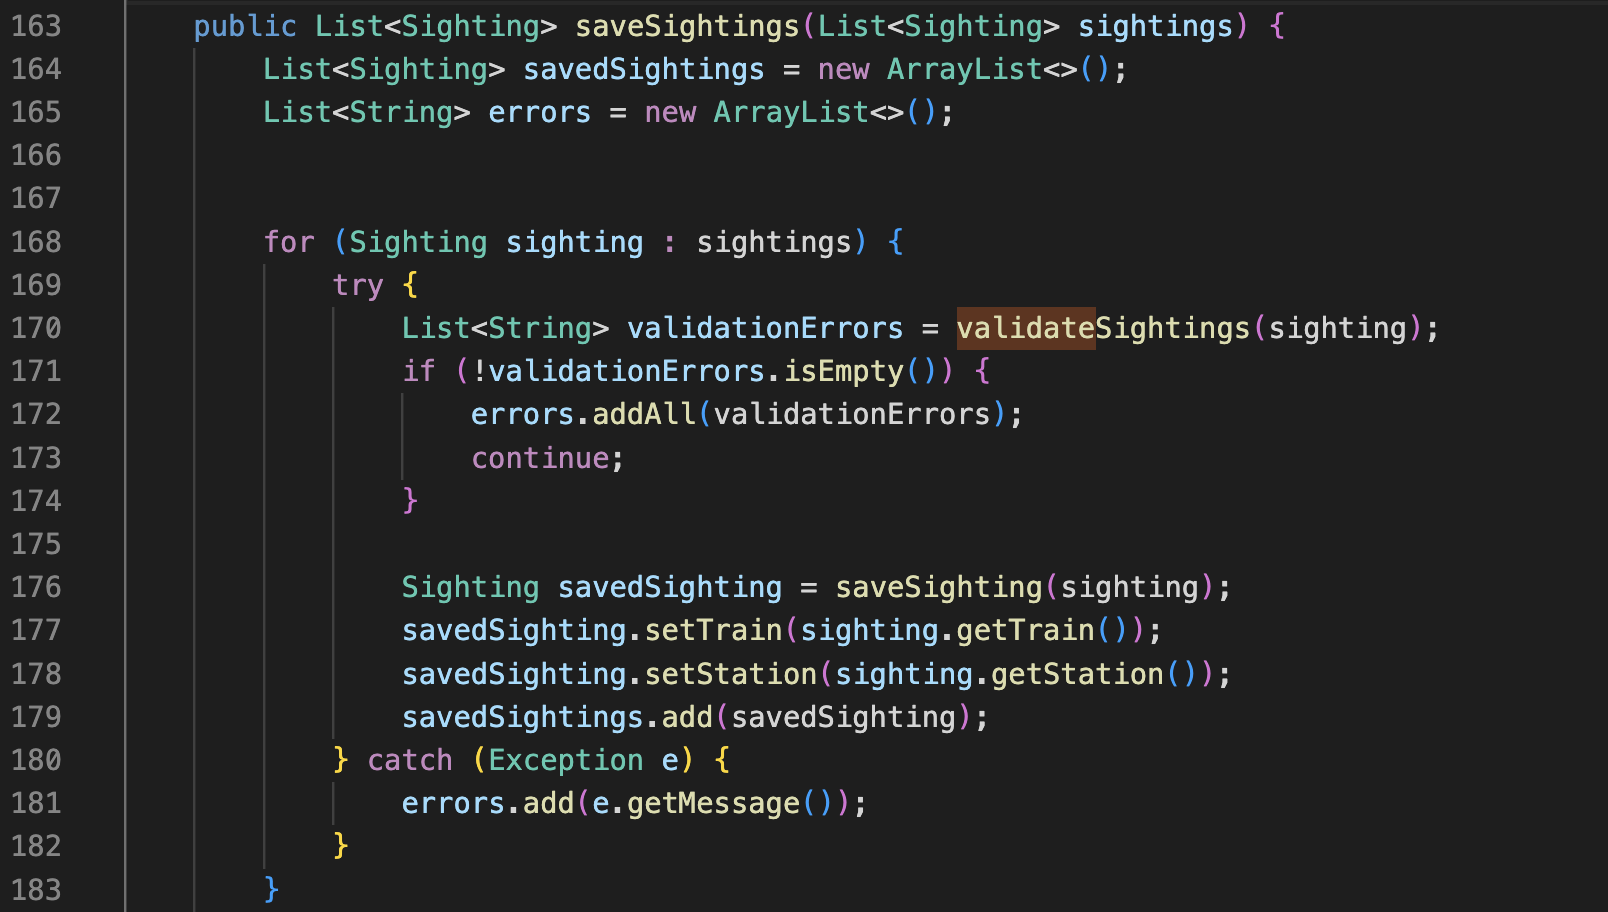 163 public List<Sighting> saveSightings(List<Sighting> sightings) {
164 List<Sighting> savedSightings = new ArrayList<>();
165 List<String> errors = new ArrayList<>();
166
167
168 for (Sighting sighting : sightings) {
169 try {
170 List<String> validationErrors = validateSightings(sighting);
171 if (!validationErrors.isEmpty()) {
172 errors.addAll(validationErrors);
173 continue;
174 }
175
176 Sighting savedSighting = saveSighting(sighting);
177 savedSighting.setTrain(sighting.getTrain());
178 savedSighting.setStation(sighting.getStation());
179 savedSightings.add(savedSighting);
180 } catch (Exception e) {
181 errors.add(e.getMessage());
182 }
183 }